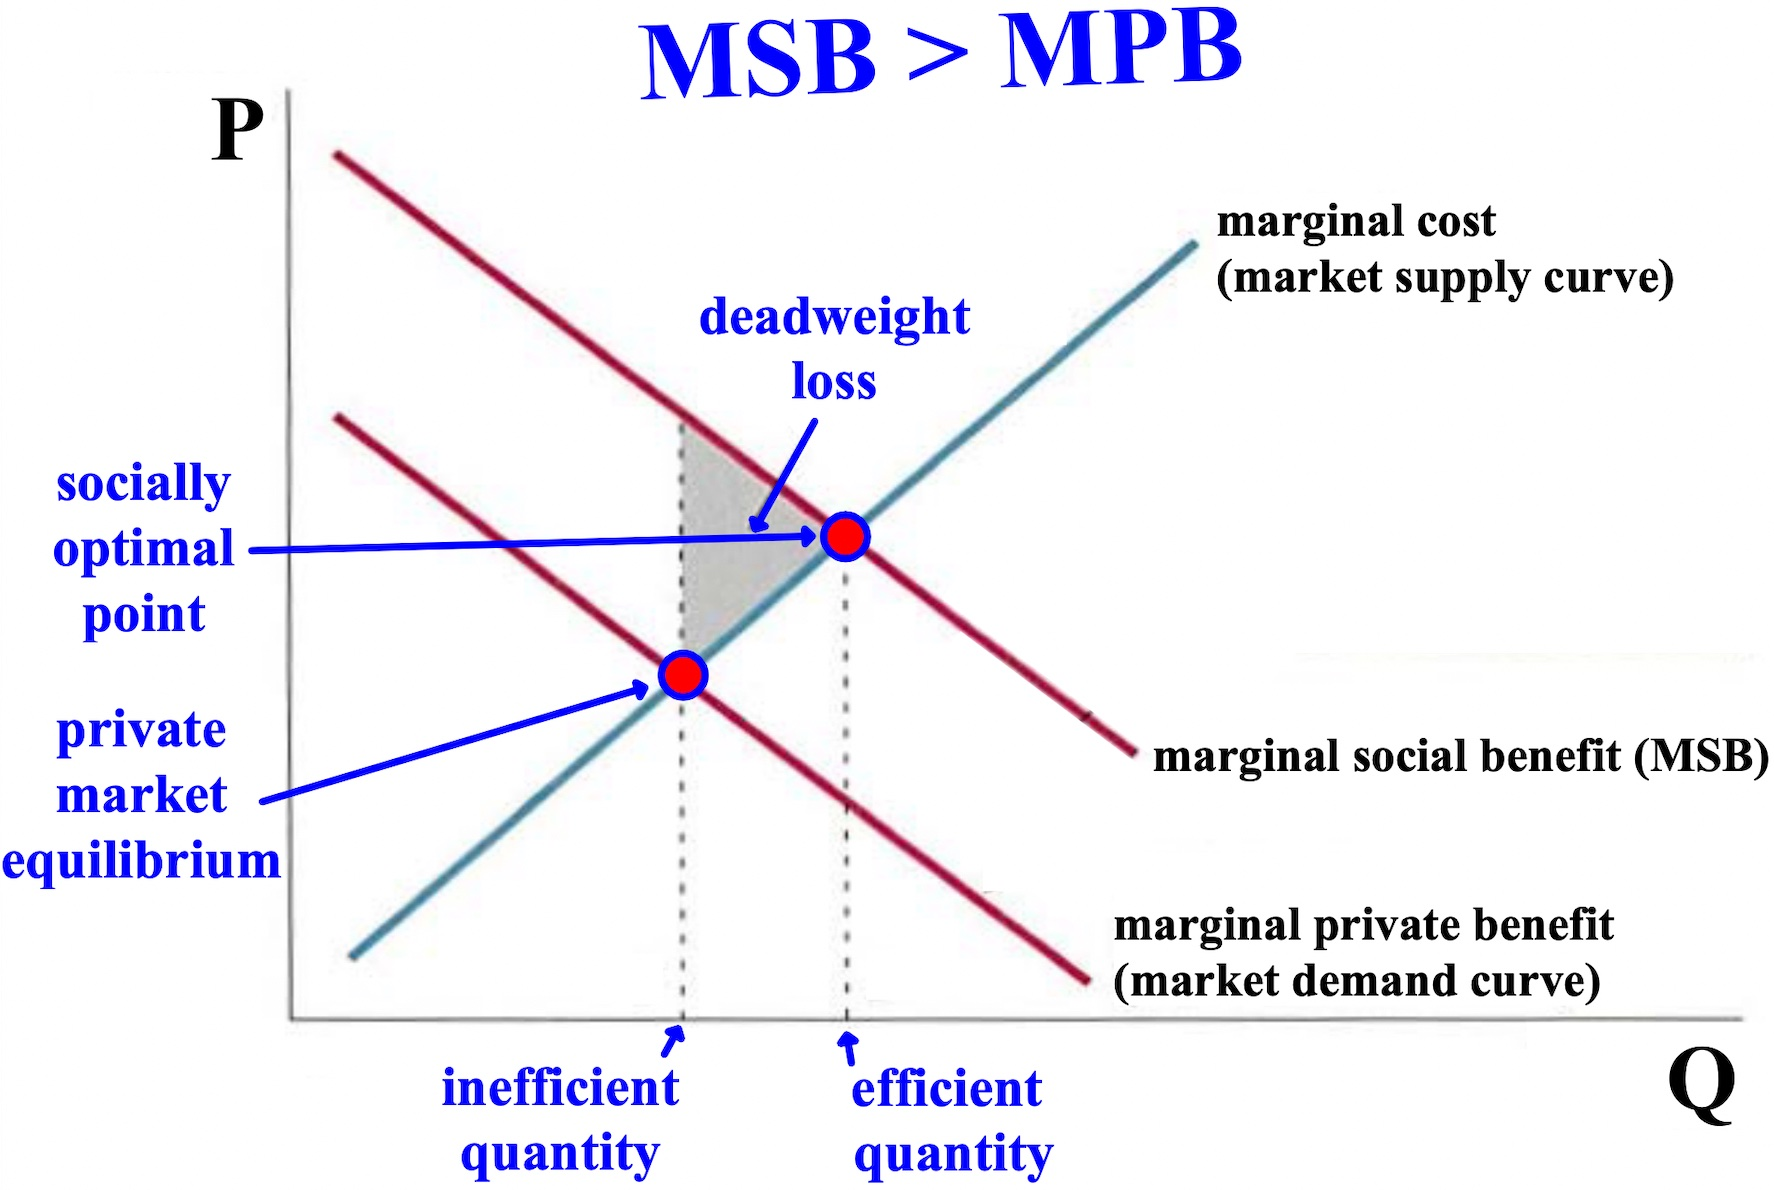 MSB > MPB
P
marginal cost
(market supply curve)
deadweight
loss
socially
optimal
point
private
market
equilibrium
marginal social benefit (MSB)
marginal private benefit
(market demand curve)
inefficient
quantity
efficient
quantity
Q